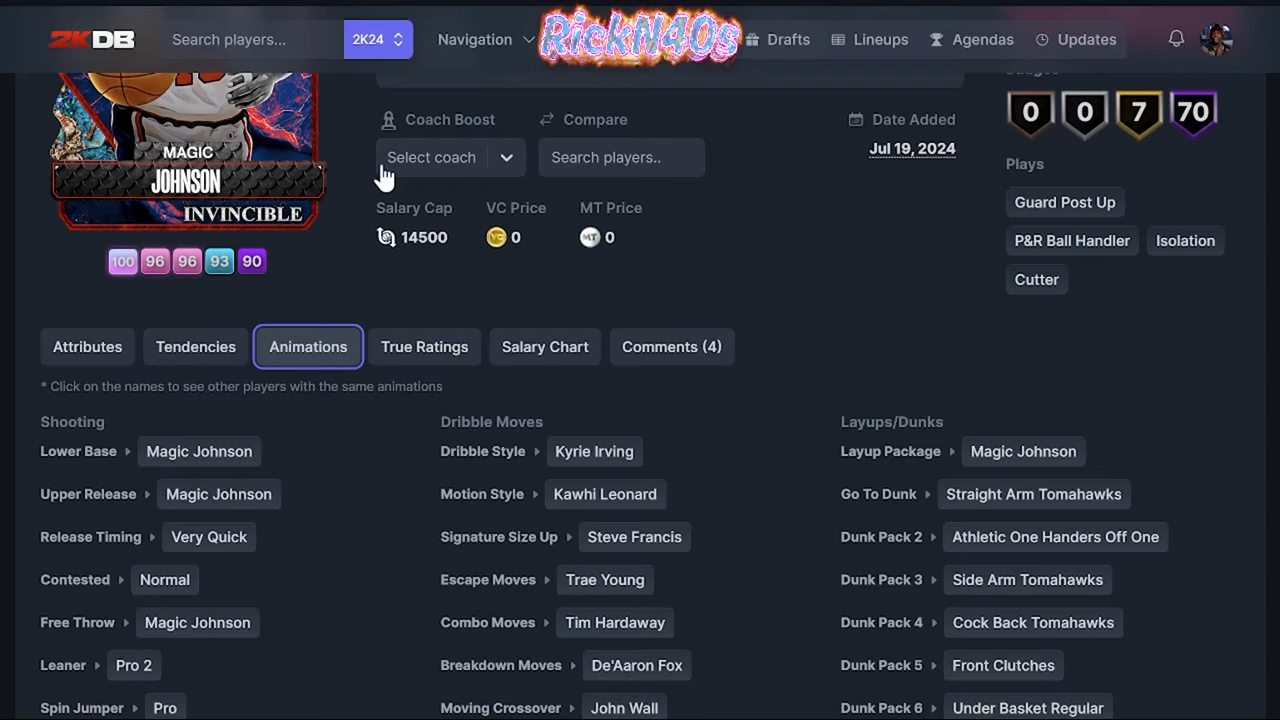 2KDB
Search players...
2K24
Navigation
RickN40s
Drafts
Lineups
Agendas
Updates
MAGIC
JOHNSON
INVINCIBLE
100 96 96 93 90
Coach Boost
Compare
Date Added
Select coach
Search players..
Jul 19, 2024
Salary Cap
VC Price
MT Price
14500
VC 0
MT 0
0 0 7 70
Plays
Guard Post Up
P&R Ball Handler
Isolation
Cutter
Attributes
Tendencies
Animations
True Ratings
Salary Chart
Comments (4)
* Click on the names to see other players with the same animations
Shooting
Lower Base Magic Johnson
Upper Release Magic Johnson
Release Timing Very Quick
Contested Normal
Free Throw Magic Johnson
Leaner Pro 2
Spin Jumper Pro
Dribble Moves
Dribble Style Kyrie Irving
Motion Style Kawhi Leonard
Signature Size Up Steve Francis
Escape Moves Trae Young
Combo Moves Tim Hardaway
Breakdown Moves De'Aaron Fox
Moving Crossover John Wall
Layups/Dunks
Layup Package Magic Johnson
Go To Dunk Straight Arm Tomahawks
Dunk Pack 2 Athletic One Handers Off One
Dunk Pack 3 Side Arm Tomahawks
Dunk Pack 4 Cock Back Tomahawks
Dunk Pack 5 Front Clutches
Dunk Pack 6 Under Basket Regular